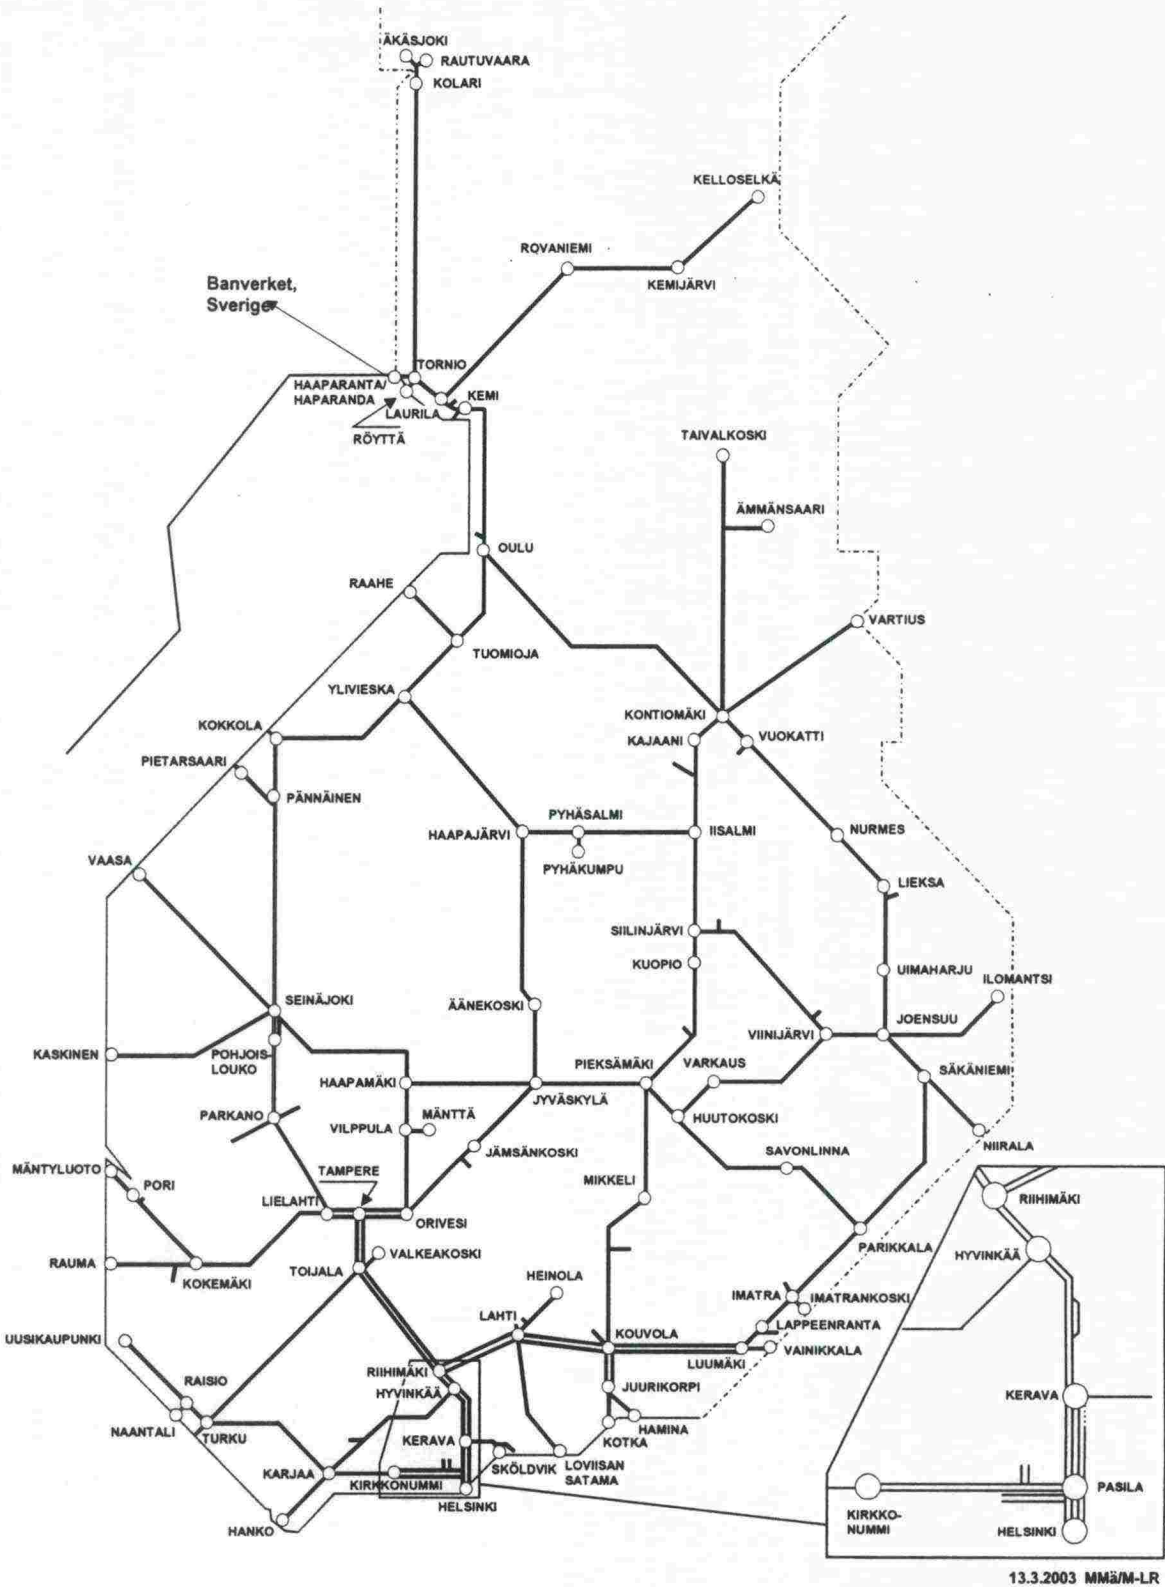 ÄKÄSJOKI
RAUTUVAARA
KOLARI
KELLOSELKÄ
ROVANIEMI
KEMIJÄRVI
Banverket,
Sverige
TORNIO
HAAPARANTA/
HAPARANDA
KEMI
LAURILA
RÖYTTÄ
TAIVALKOSKI
ÄMMÄNSAARI
OULU
RAAHE
VARTIUS
TUOMIOJA
YLIVIESKA
KONTIOMÄKI
KOKKOLA
KAJAANI
VUOKATTI
PIETARSAARI
PÄNNÄINEN
PYHÄSALMI
HAAPAJÄRVI
IISALMI
NURMES
VAASA
PYHÄKUMPU
LIEKSA
SIILINJÄRVI
KUOPIO
UIMAHARJU
ILOMANTSI
SEINÄJOKI
ÄÄNEKOSKI
VIINIJÄRVI
JOENSUU
KASKINEN
POHJOIS-
LOUKO
PIEKSÄMÄKI
VARKAUS
SÄKÄNIEMI
HAAPAMÄKI
JYVÄSKYLÄ
PARKANO
MÄNTTÄ
VILPPULA
HUUTOKOSKI
NIIRALA
JÄMSÄNKOSKI
SAVONLINNA
MÄNTYLUOTO
TAMPERE
PORI
MIKKELI
LIELAHTI
ORIVESI
RIIHIMÄKI
PARIKKALA
VALKEAKOSKI
HYVINKÄÄ
RAUMA
KOKEMÄKI
TOIJALA
HEINOLA
IMATRA
IMATRANKOSKI
LAHTI
LAPPEENRANTA
UUSIKAUPUNKI
KOUVOLA
LUUMÄKI
VAINIKKALA
RIIHIMÄKI
RAISIO
HYVINKÄÄ
JUURIKORPI
KERAVA
NAANTALI
TURKU
HAMINA
KOTKA
KERAVA
SKÖLDVIK
LOVIISAN
SATAMA
KARJAA
KIRKKONUMMI
HELSINKI
PASILA
KIRKKO-
NUMMI
HANKO
HELSINKI
13.3.2003 MMä/M-LR